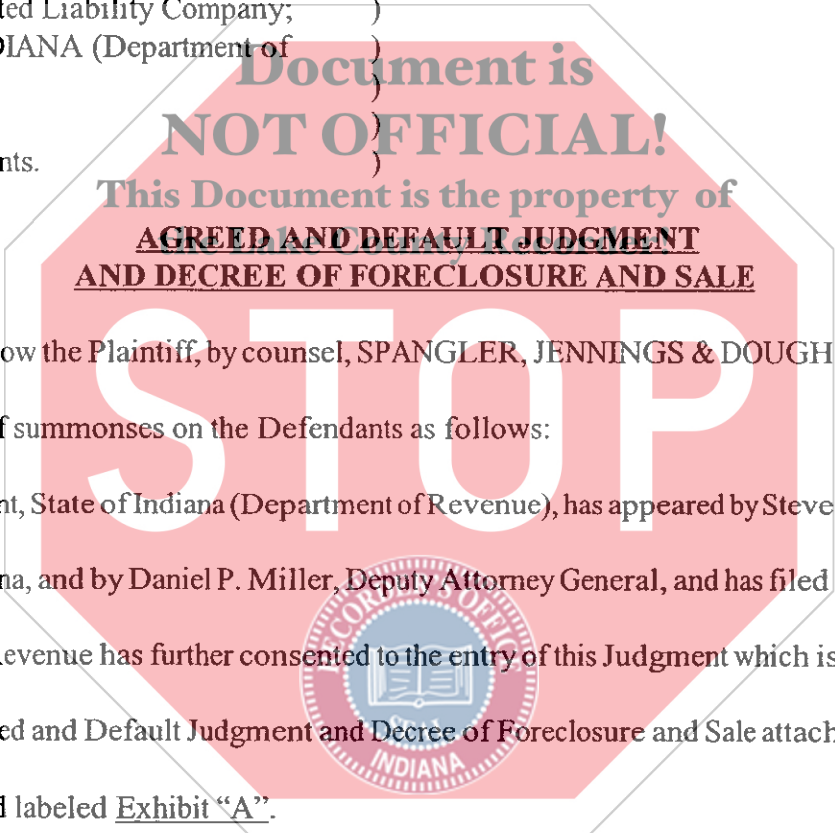 ted Liability Company; )
DIANA (Department of )
)
)
nts. )
Document is
NOT OFFICIAL!
This Document is the property of
the Lake County Recorder!
AGREED AND DEFAULT JUDGMENT
AND DECREE OF FORECLOSURE AND SALE
ow the Plaintiff, by counsel, SPANGLER, JENNINGS & DOUGH
f summonses on the Defendants as follows:
nt, State of Indiana (Department of Revenue), has appeared by Steve
na, and by Daniel P. Miller, Deputy Attorney General, and has filed
Revenue has further consented to the entry of this Judgment which is
ed and Default Judgment and Decree of Foreclosure and Sale attach
d labeled Exhibit “A”.
STOP
RECORDER'S OFFICE
SEAL
INDIANA